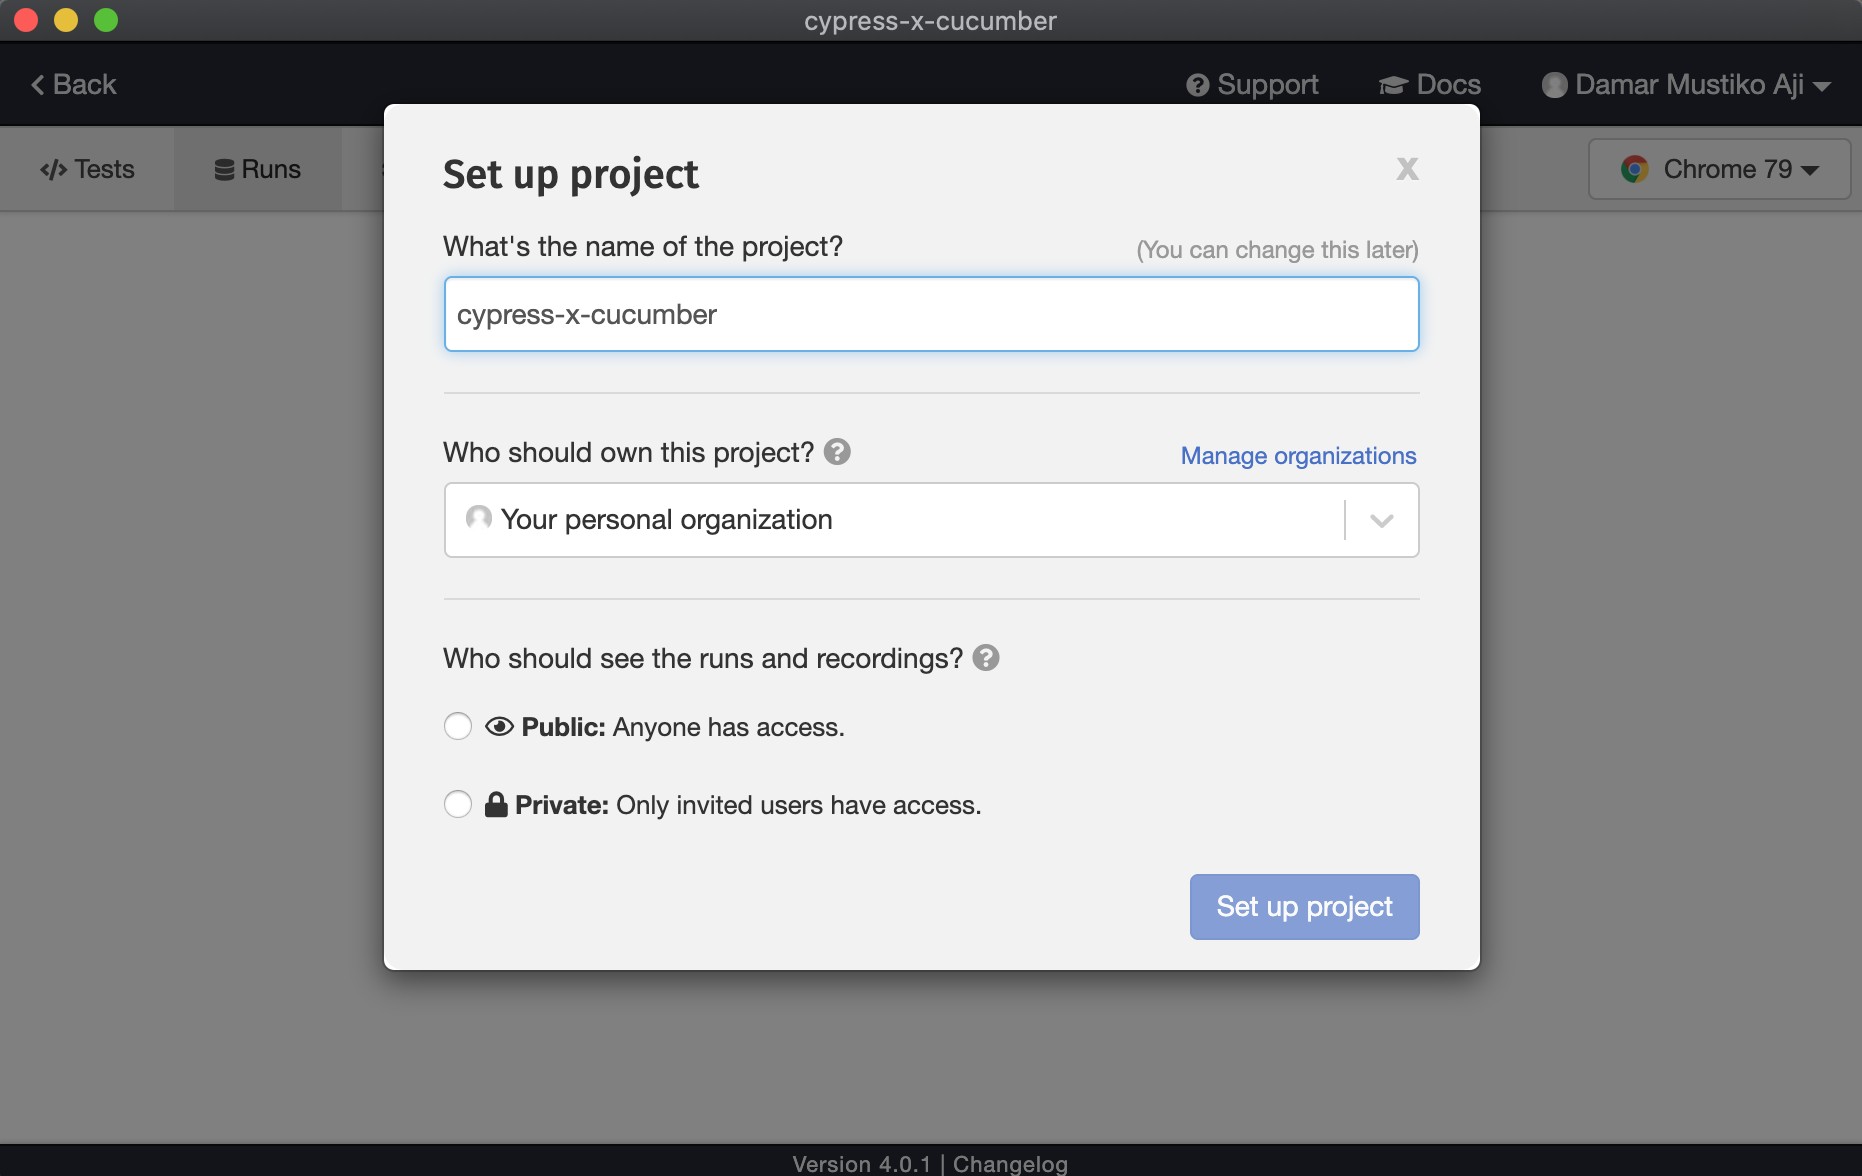 cypress-x-cucumber
Back
Support
Docs
Damar Mustiko Aji
Tests
Runs
Chrome 79
Set up project
x
What's the name of the project?
(You can change this later)
cypress-x-cucumber
Who should own this project?
Manage organizations
Your personal organization
Who should see the runs and recordings?
Public: Anyone has access.
Private: Only invited users have access.
Set up project
Version 4.0.1 | Changelog